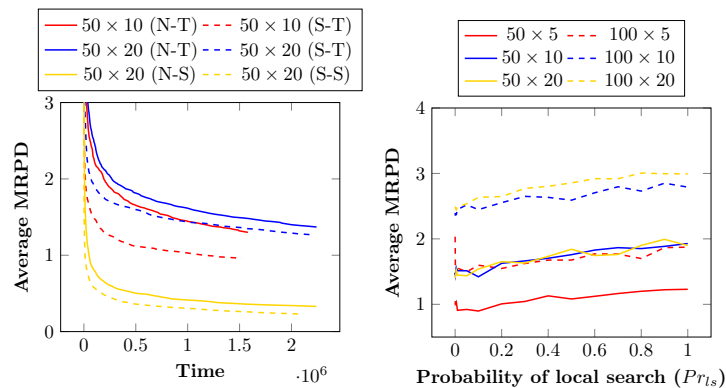 50 × 10 (N-T) 50 × 10 (S-T)
50 × 20 (N-T) 50 × 20 (S-T)
50 × 20 (N-S) 50 × 20 (S-S)
3
2
1
0
Average MRPD
0 0.5 1 1.5 2
·10⁶
Time
50 × 5 100 × 5
50 × 10 100 × 10
50 × 20 100 × 20
4
3
2
1
Average MRPD
0 0.2 0.4 0.6 0.8 1
Probability of local search (Pr_ls)